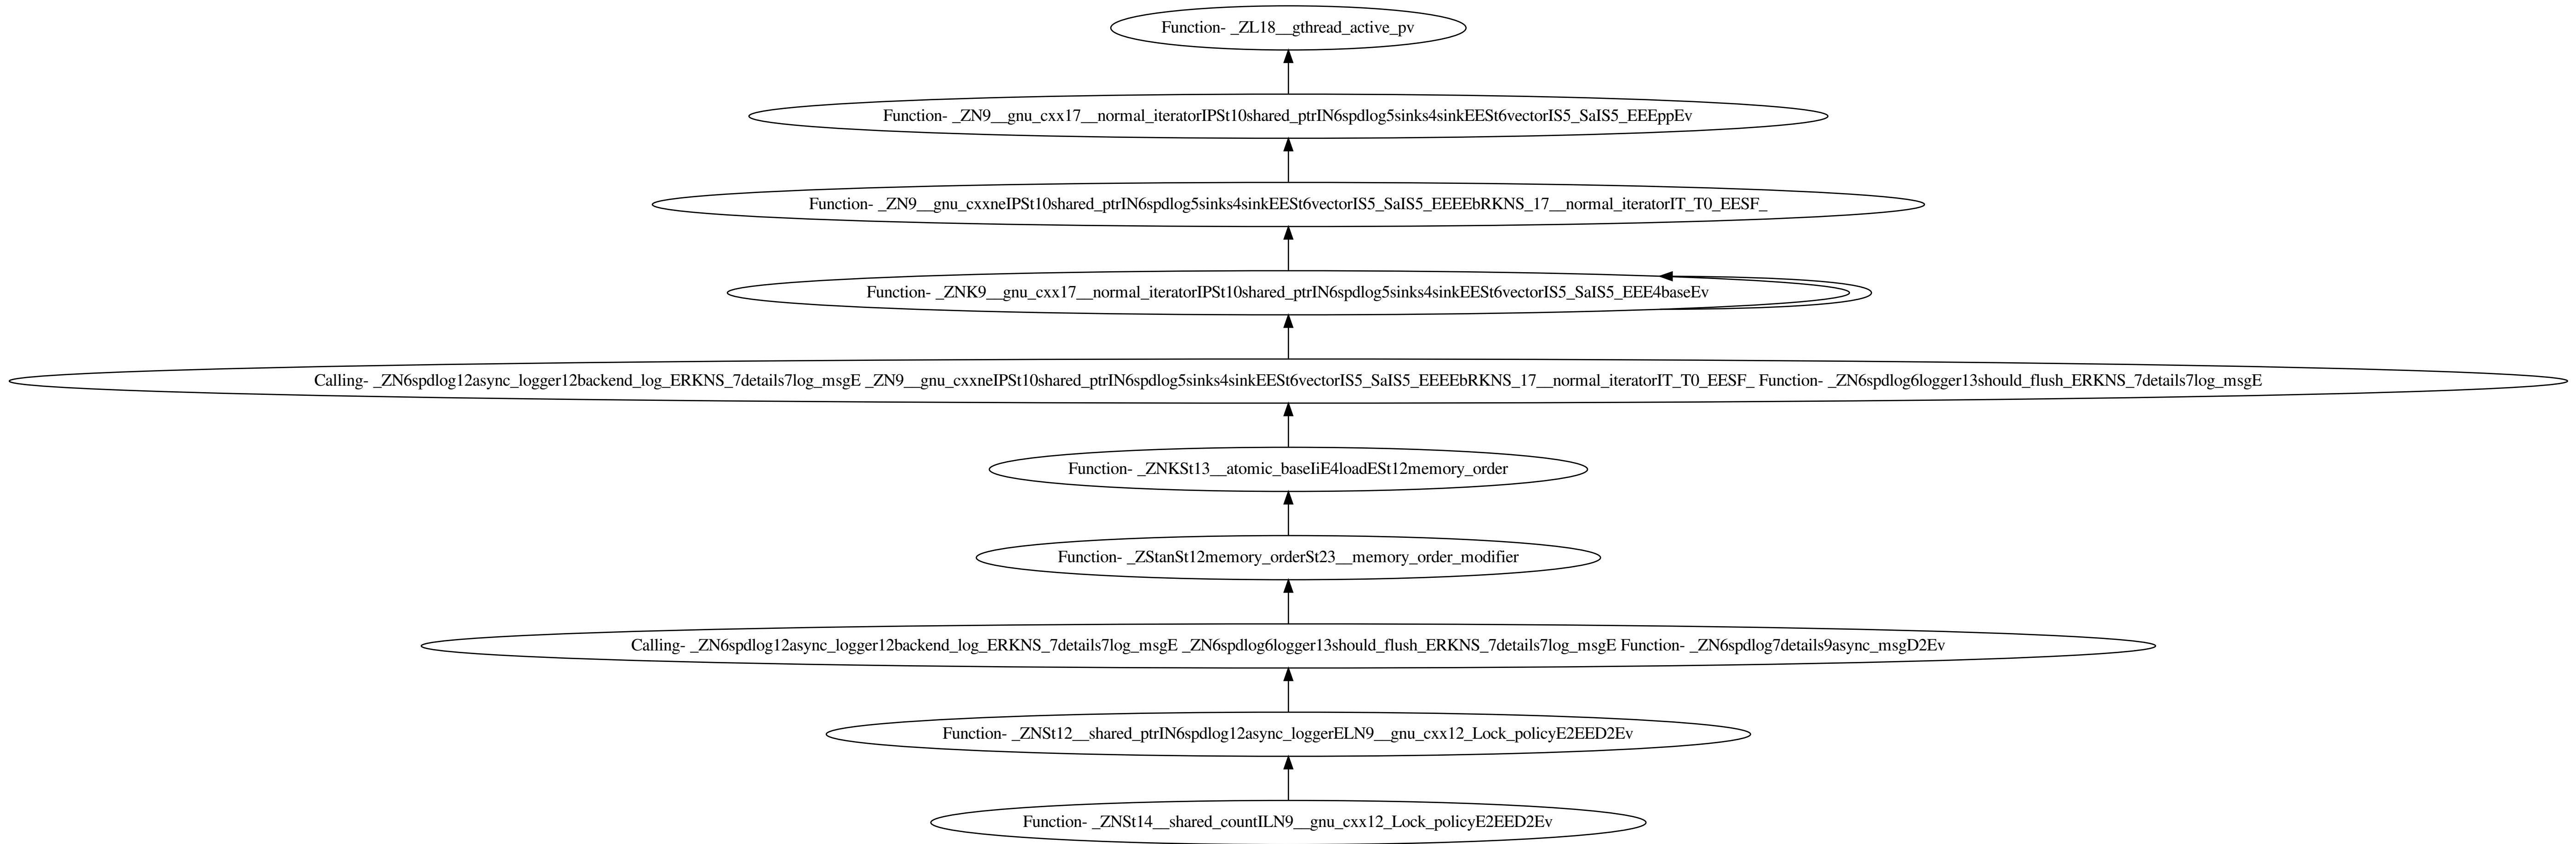 Function- _ZL18__gthread_active_pv
Function- _ZN9__gnu_cxx17__normal_iteratorIPSt10shared_ptrIN6spdlog5sinks4sinkEESt6vectorIS5_SaIS5_EEEppEv
Function- _ZN9__gnu_cxxneIPSt10shared_ptrIN6spdlog5sinks4sinkEESt6vectorIS5_SaIS5_EEEEbRKNS_17__normal_iteratorIT_T0_EESF_
Function- _ZNK9__gnu_cxx17__normal_iteratorIPSt10shared_ptrIN6spdlog5sinks4sinkEESt6vectorIS5_SaIS5_EEE4baseEv
Calling- _ZN6spdlog12async_logger12backend_log_ERKNS_7details7log_msgE _ZN9__gnu_cxxneIPSt10shared_ptrIN6spdlog5sinks4sinkEESt6vectorIS5_SaIS5_EEEEbRKNS_17__normal_iteratorIT_T0_EESF_ Function- _ZN6spdlog6logger13should_flush_ERKNS_7details7log_msgE
Function- _ZNKSt13__atomic_baseIiE4loadESt12memory_order
Function- _ZStanSt12memory_orderSt23__memory_order_modifier
Calling- _ZN6spdlog12async_logger12backend_log_ERKNS_7details7log_msgE _ZN6spdlog6logger13should_flush_ERKNS_7details7log_msgE Function- _ZN6spdlog7details9async_msgD2Ev
Function- _ZNSt12__shared_ptrIN6spdlog12async_loggerELN9__gnu_cxx12_Lock_policyE2EED2Ev
Function- _ZNSt14__shared_countILN9__gnu_cxx12_Lock_policyE2EED2Ev